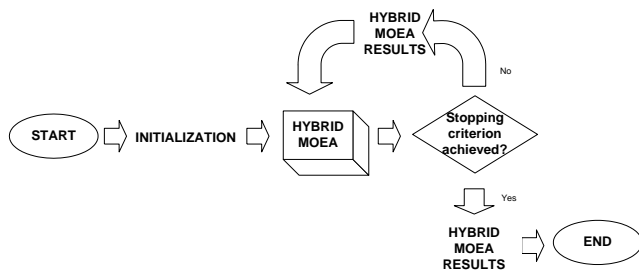 HYBRID
MOEA
RESULTS
No
START
INITIALIZATION
HYBRID
MOEA
Stopping
criterion
achieved?
Yes
HYBRID
MOEA
RESULTS
END